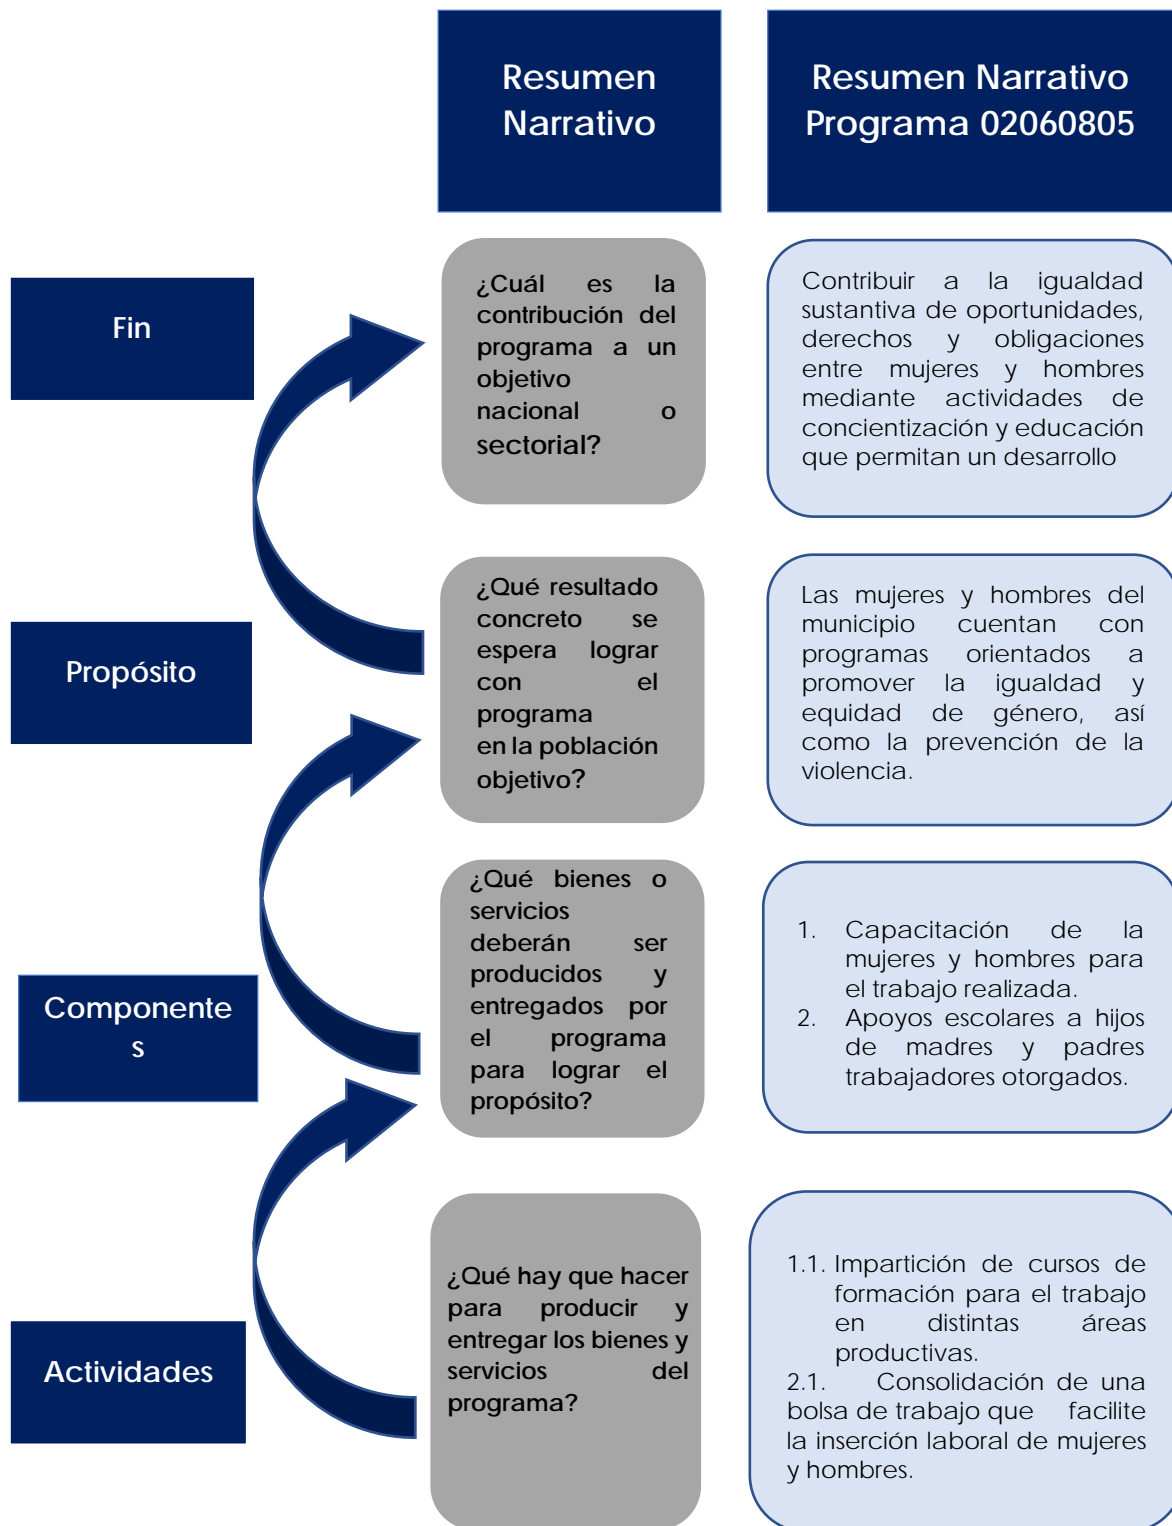 Resumen
Narrativo
Resumen Narrativo
Programa 02060805
Fin
¿Cuál es la
contribución del
programa a un
objetivo
nacional o
sectorial?
Contribuir a la igualdad
sustantiva de oportunidades,
derechos y obligaciones
entre mujeres y hombres
mediante actividades de
concientización y educación
que permitan un desarrollo
Propósito
¿Qué resultado
concreto se
espera lograr
con el
programa
en la población
objetivo?
Las mujeres y hombres del
municipio cuentan con
programas orientados a
promover la igualdad y
equidad de género, así
como la prevención de la
violencia.
Componente
s
¿Qué bienes o
servicios
deberán ser
producidos y
entregados por
el programa
para lograr el
propósito?
1. Capacitación de la
mujeres y hombres para
el trabajo realizada.
2. Apoyos escolares a hijos
de madres y padres
trabajadores otorgados.
Actividades
¿Qué hay que hacer
para producir y
entregar los bienes y
servicios del
programa?
1.1. Impartición de cursos de
formación para el trabajo
en distintas áreas
productivas.
2.1. Consolidación de una
bolsa de trabajo que facilite
la inserción laboral de mujeres
y hombres.